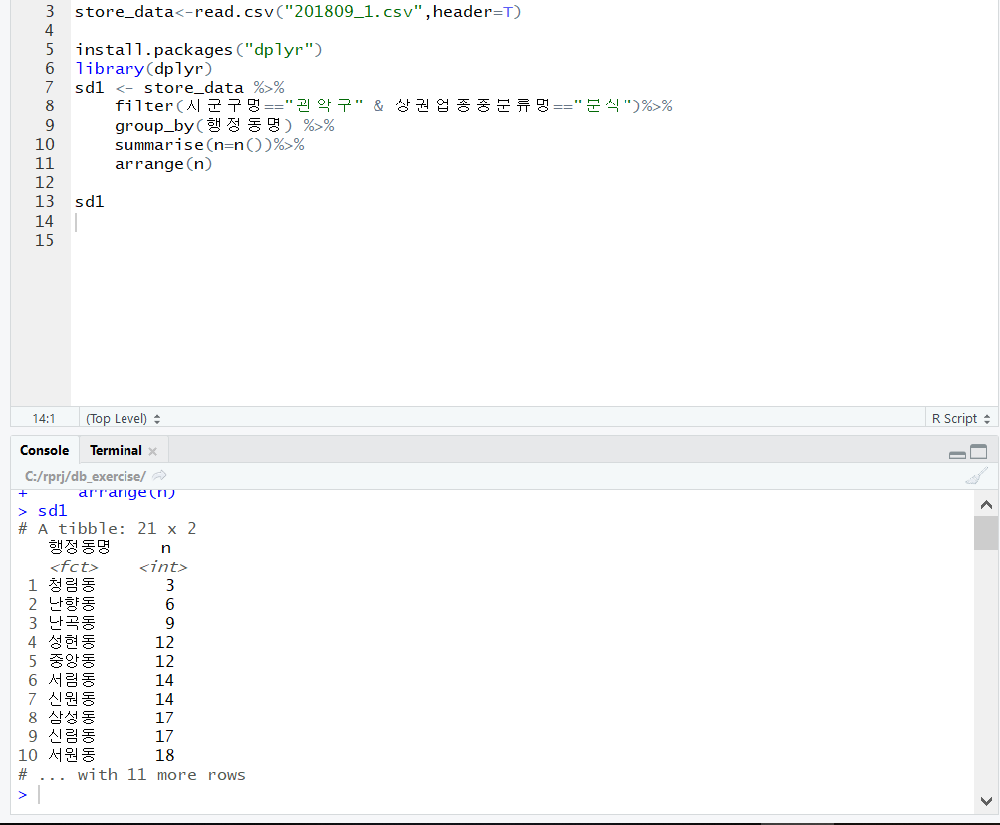 3 store_data<-read.csv("201809_1.csv",header=T)
4
5 install.packages("dplyr")
6 library(dplyr)
7 sd1 <- store_data %>%
8 filter(시군구명=="관악구" & 상권업종중분류명=="분식")%>%
9 group_by(행정동명) %>%
10 summarise(n=n())%>%
11 arrange(n)
12
13 sd1
14
15
14:1 (Top Level) R Script
Console Terminal
C:/rprj/db_exercise/
+ arrange(n)
> sd1
# A tibble: 21 x 2
행정동명 n
<fct> <int>
1 청림동 3
2 난향동 6
3 난곡동 9
4 성현동 12
5 중앙동 12
6 서림동 14
7 신원동 14
8 삼성동 17
9 신림동 17
10 서원동 18
# ... with 11 more rows
>